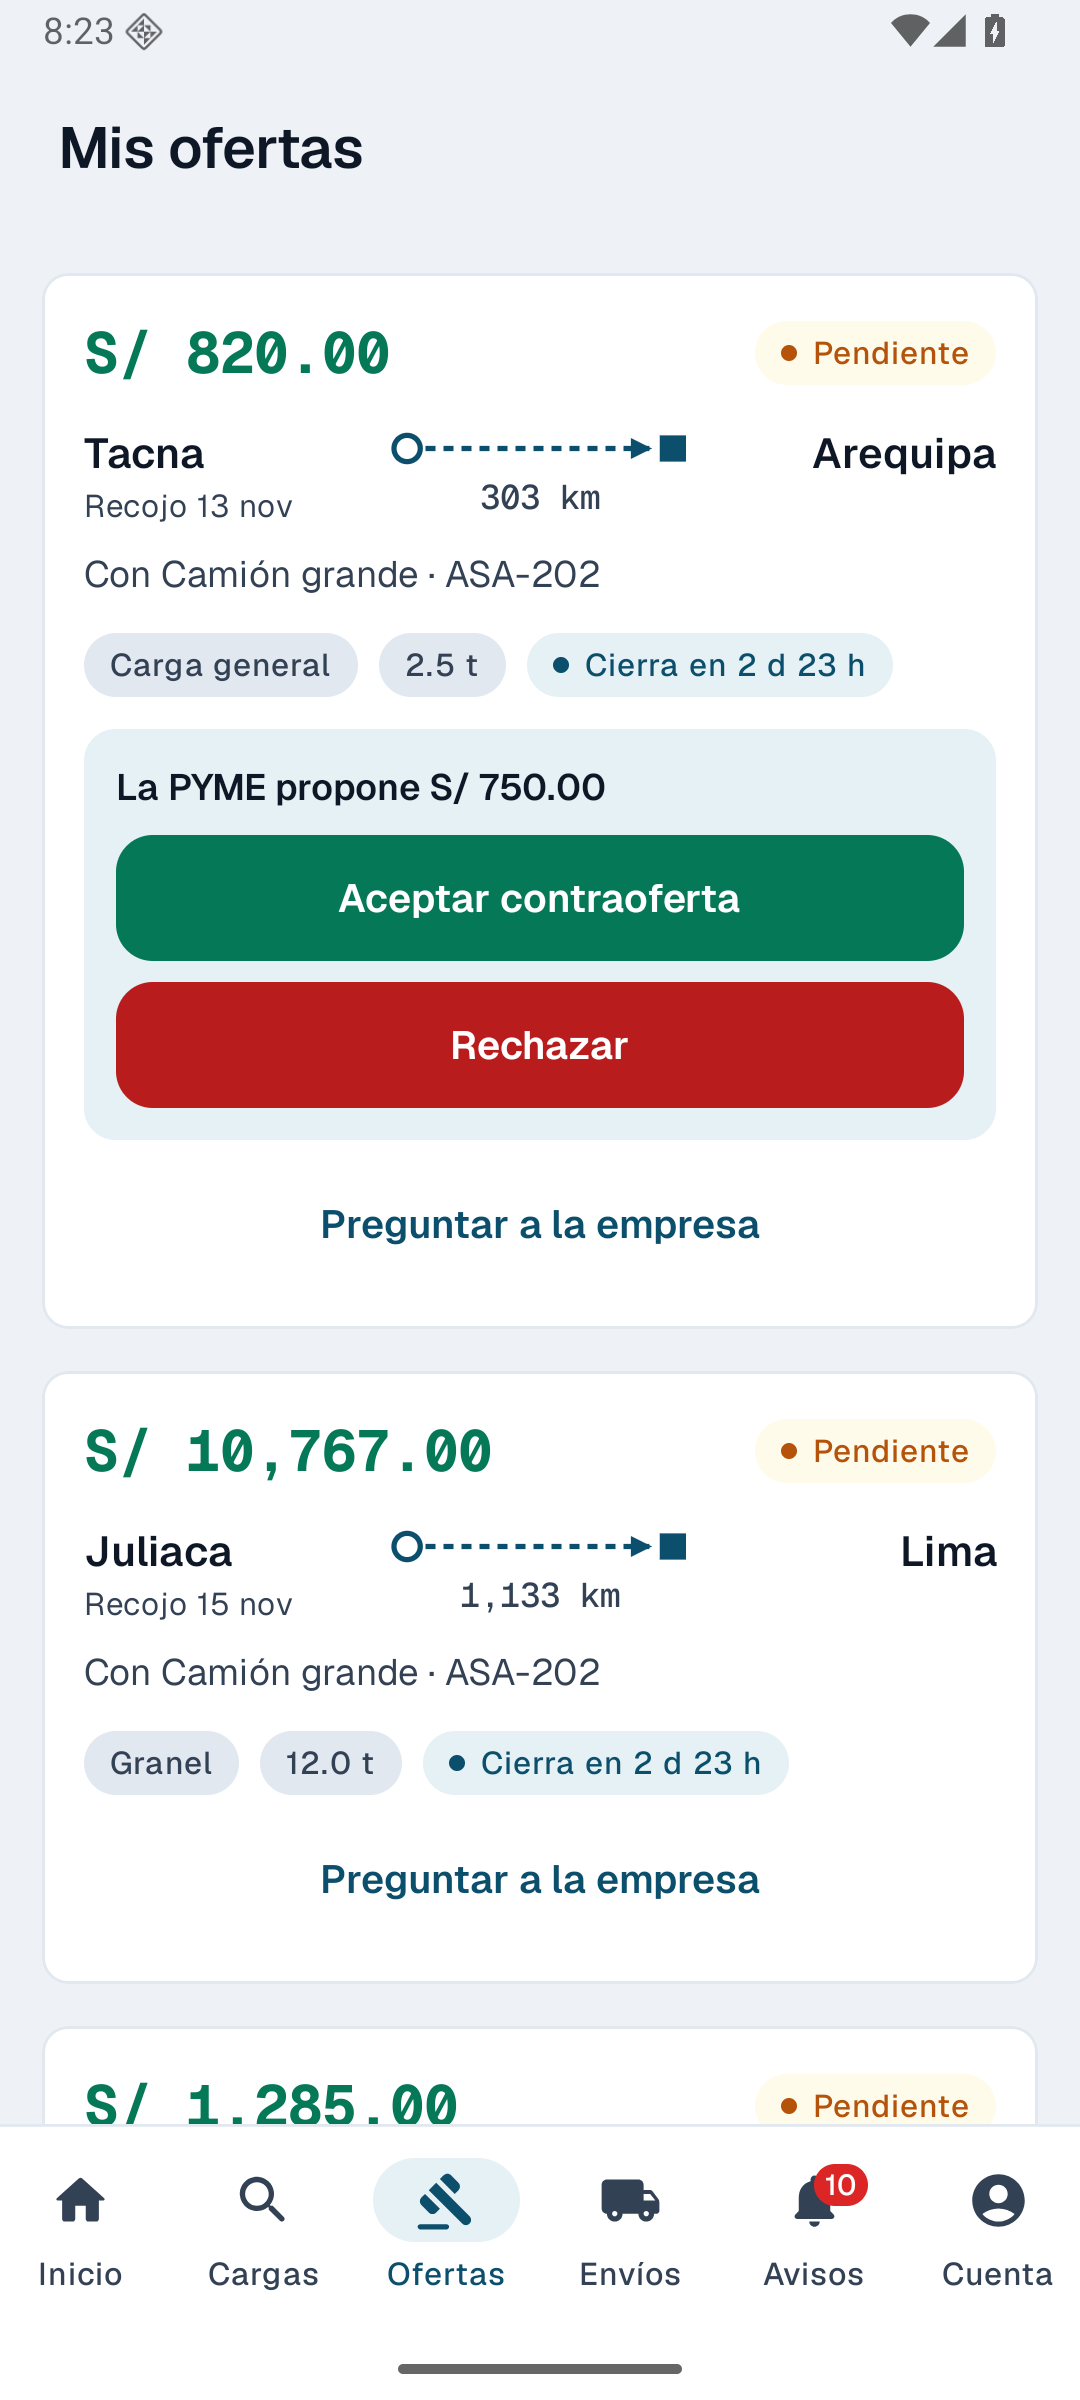 8:23
Mis ofertas
S/ 820.00
Pendiente
Tacna
Arequipa
Recojo 13 nov
303 km
Con Camión grande · ASA-202
Carga general
2.5 t
Cierra en 2 d 23 h
La PYME propone S/ 750.00
Aceptar contraoferta
Rechazar
Preguntar a la empresa
S/ 10,767.00
Pendiente
Juliaca
Lima
Recojo 15 nov
1,133 km
Con Camión grande · ASA-202
Granel
12.0 t
Cierra en 2 d 23 h
Preguntar a la empresa
S/ 1,285.00
Pendiente
10
Inicio
Cargas
Ofertas
Envíos
Avisos
Cuenta